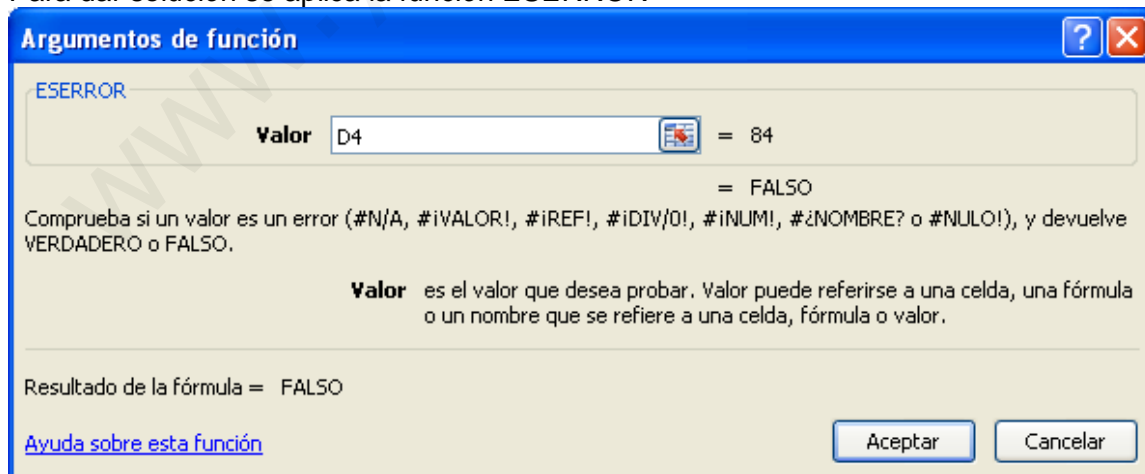 Argumentos de función
ESERROR
Valor D4 = 84
= FALSO
Comprueba si un valor es un error (#N/A, #¡VALOR!, #¡REF!, #¡DIV/0!, #¡NUM!, #¿NOMBRE? o #NULO!), y devuelve
VERDADERO o FALSO.
Valor es el valor que desea probar. Valor puede referirse a una celda, una fórmula
o un nombre que se refiere a una celda, fórmula o valor.
Resultado de la fórmula = FALSO
Ayuda sobre esta función Aceptar Cancelar
www.